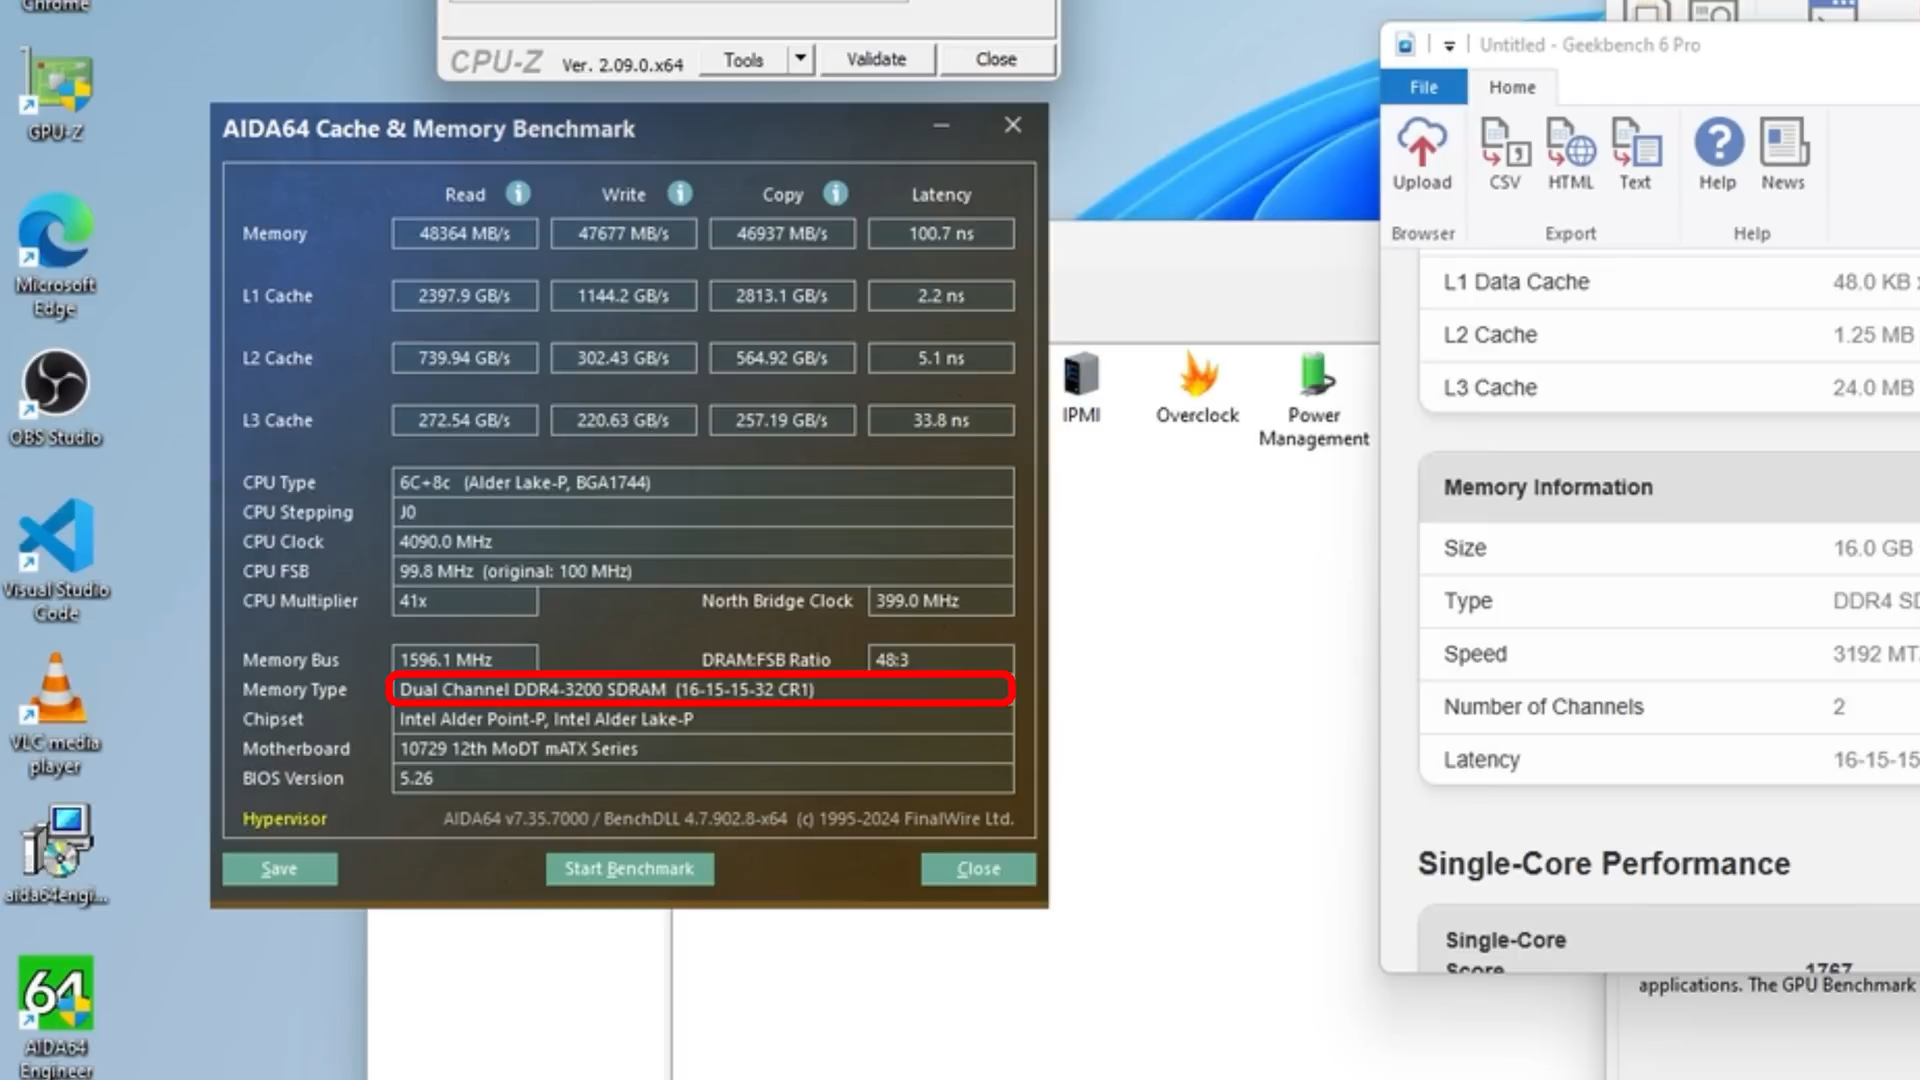 Chrome
GPU-Z
Microsoft
Edge
OBS Studio
Visual Studio
Code
VLC media
player
aida64engi...
64
AIDA64
Engineer
CPU-Z Ver. 2.09.0.x64 Tools Validate Close
AIDA64 Cache & Memory Benchmark
Read Write Copy Latency
Memory 48364 MB/s 47677 MB/s 46937 MB/s 100.7 ns
L1 Cache 2397.9 GB/s 1144.2 GB/s 2813.1 GB/s 2.2 ns
L2 Cache 739.94 GB/s 302.43 GB/s 564.92 GB/s 5.1 ns
L3 Cache 272.54 GB/s 220.63 GB/s 257.19 GB/s 33.8 ns
CPU Type 6C+8c (Alder Lake-P, BGA1744)
CPU Stepping J0
CPU Clock 4090.0 MHz
CPU FSB 99.8 MHz (original: 100 MHz)
CPU Multiplier 41x North Bridge Clock 399.0 MHz
Memory Bus 1596.1 MHz DRAM:FSB Ratio 48:3
Memory Type Dual Channel DDR4-3200 SDRAM (16-15-15-32 CR1)
Chipset Intel Alder Point-P, Intel Alder Lake-P
Motherboard 10729 12th MoDT mATX Series
BIOS Version 5.26
Hypervisor AIDA64 v7.35.7000 / BenchDLL 4.7.902.8-x64 (c) 1995-2024 FinalWire Ltd.
Save Start Benchmark Close
IPMI
Overclock
Power
Management
Untitled - Geekbench 6 Pro
File Home
Upload CSV HTML Text Help News
Browser Export Help
L1 Data Cache 48.0 KB
L2 Cache 1.25 MB
L3 Cache 24.0 MB
Memory Information
Size 16.0 GB
Type DDR4 SD
Speed 3192 MT
Number of Channels 2
Latency 16-15-15
Single-Core Performance
Single-Core
Score 1767
applications. The GPU Benchmark